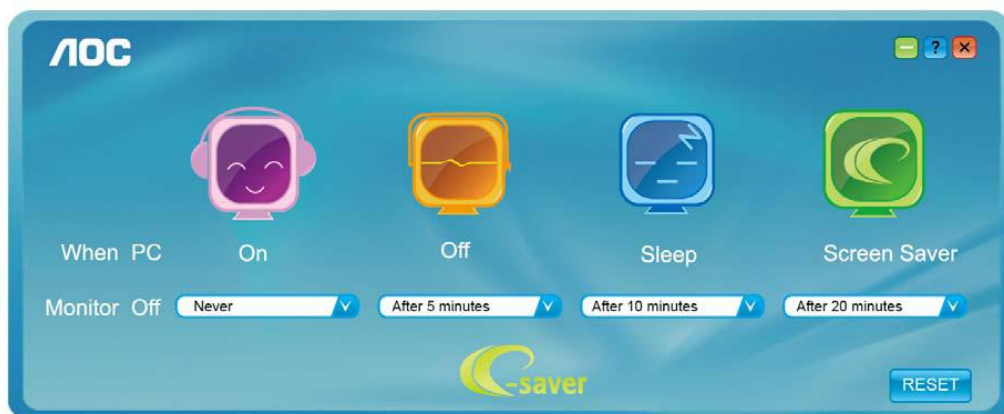 AOC
?
When PC On Off Sleep Screen Saver
Monitor Off Never After 5 minutes After 10 minutes After 20 minutes
e-saver
RESET